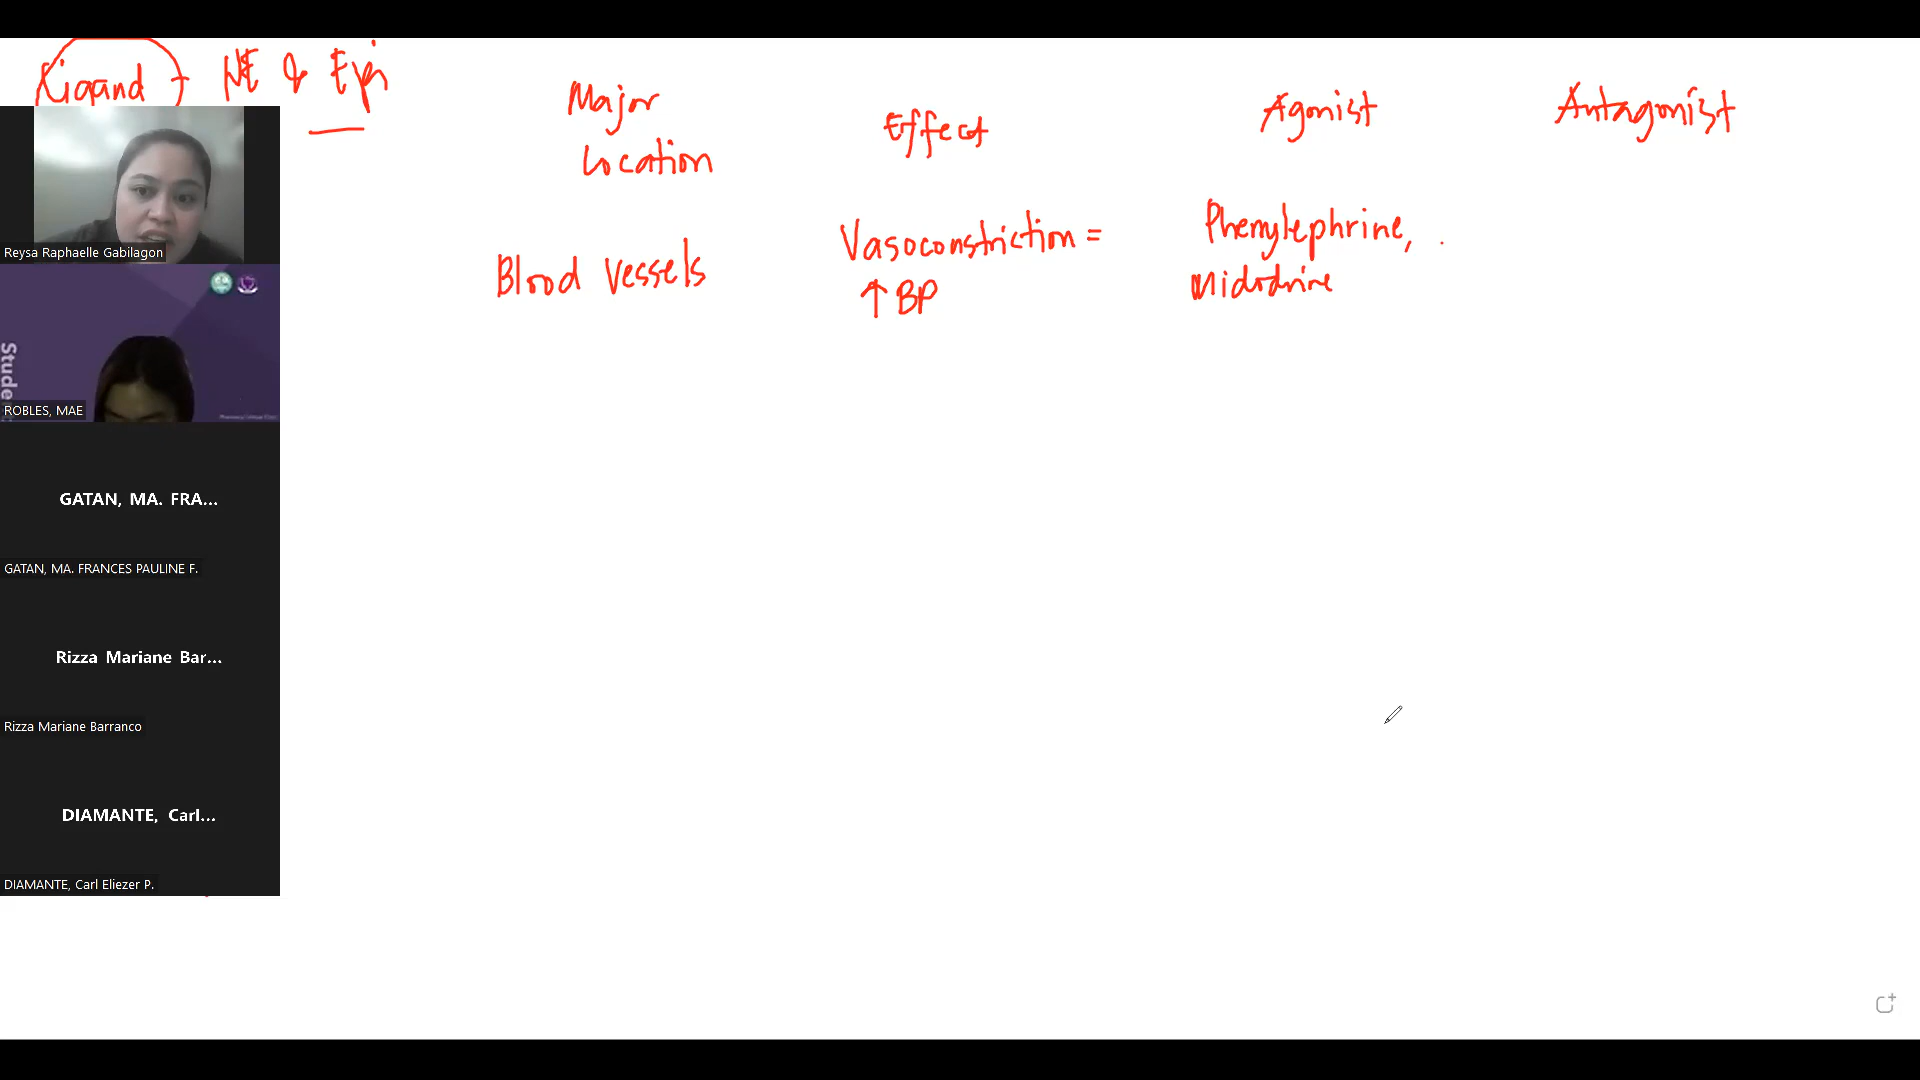 Ligand - NE & Epi
Major
Location
Effect
Agonist
Antagonist
Blood Vessels
Vasoconstriction =
↑ BP
Phenylephrine,
Midodrine
Reysa Raphaelle Gabilagon
Stude
ROBLES, MAE
GATAN, MA. FRA...
GATAN, MA. FRANCES PAULINE F.
Rizza Mariane Bar...
Rizza Mariane Barranco
DIAMANTE, Carl...
DIAMANTE, Carl Eliezer P.